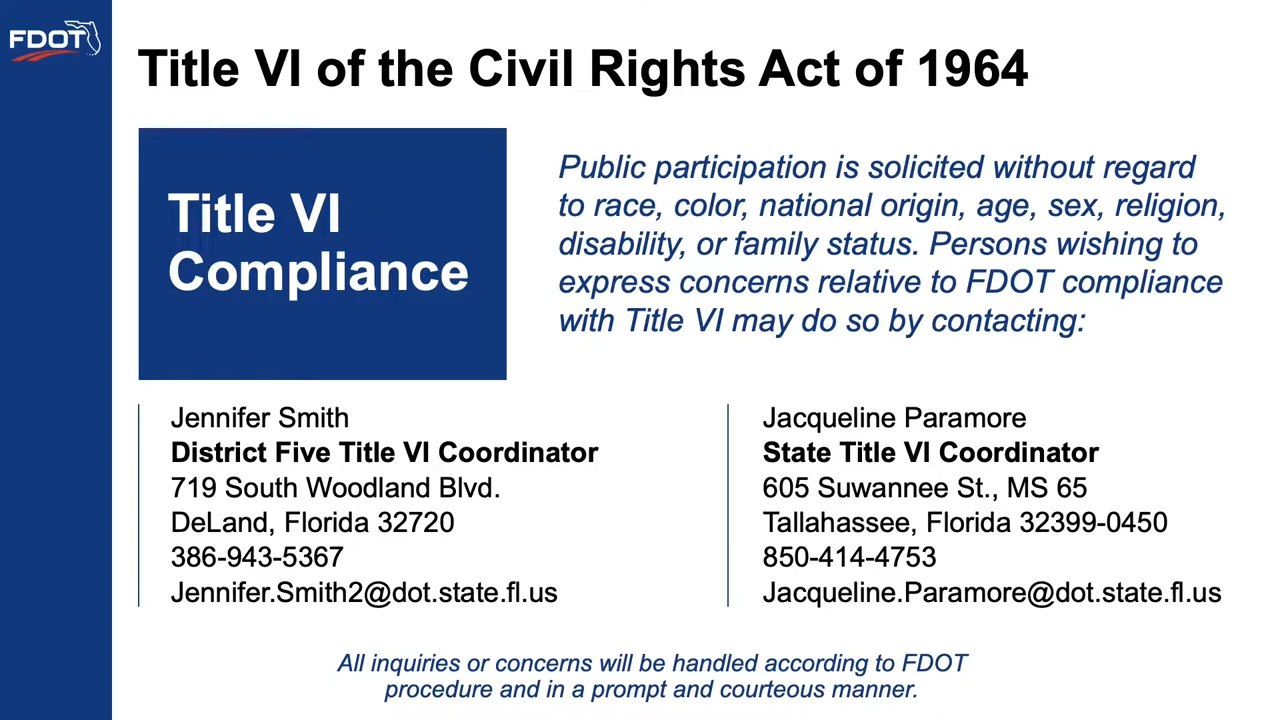 FDOT
Title VI of the Civil Rights Act of 1964
Title VI
Compliance
Public participation is solicited without regard
to race, color, national origin, age, sex, religion,
disability, or family status. Persons wishing to
express concerns relative to FDOT compliance
with Title VI may do so by contacting:
Jennifer Smith
District Five Title VI Coordinator
719 South Woodland Blvd.
DeLand, Florida 32720
386-943-5367
Jennifer.Smith2@dot.state.fl.us
Jacqueline Paramore
State Title VI Coordinator
605 Suwannee St., MS 65
Tallahassee, Florida 32399-0450
850-414-4753
Jacqueline.Paramore@dot.state.fl.us
All inquiries or concerns will be handled according to FDOT
procedure and in a prompt and courteous manner.